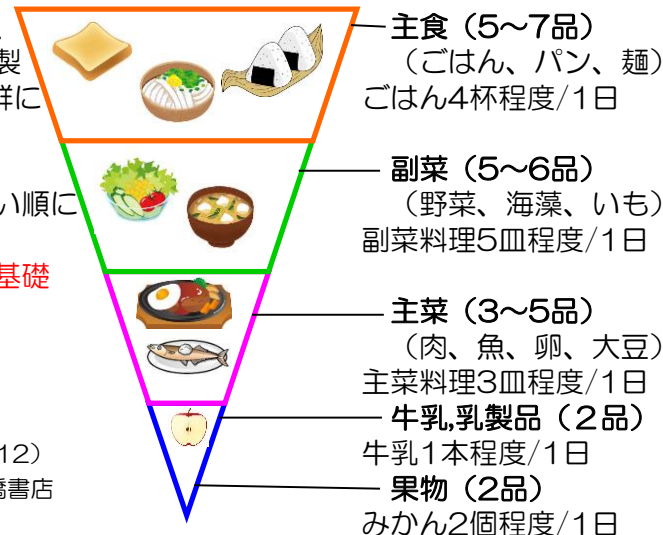 製
群に
い順に
基礎
12）
橋書店
主食（5～7品）
（ごはん、パン、麺）
ごはん4杯程度/1日
副菜（5～6品）
（野菜、海藻、いも）
副菜料理5皿程度/1日
主菜（3～5品）
（肉、魚、卵、大豆）
主菜料理3皿程度/1日
牛乳,乳製品（2品）
牛乳1本程度/1日
果物（2品）
みかん2個程度/1日